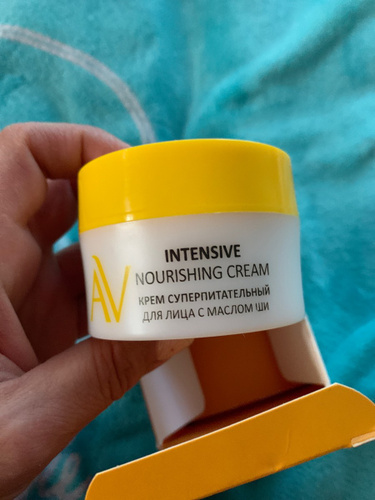 AV
INTENSIVE
NOURISHING CREAM
КРЕМ СУПЕРПИТАТЕЛЬНЫЙ
ДЛЯ ЛИЦА С МАСЛОМ ШИ